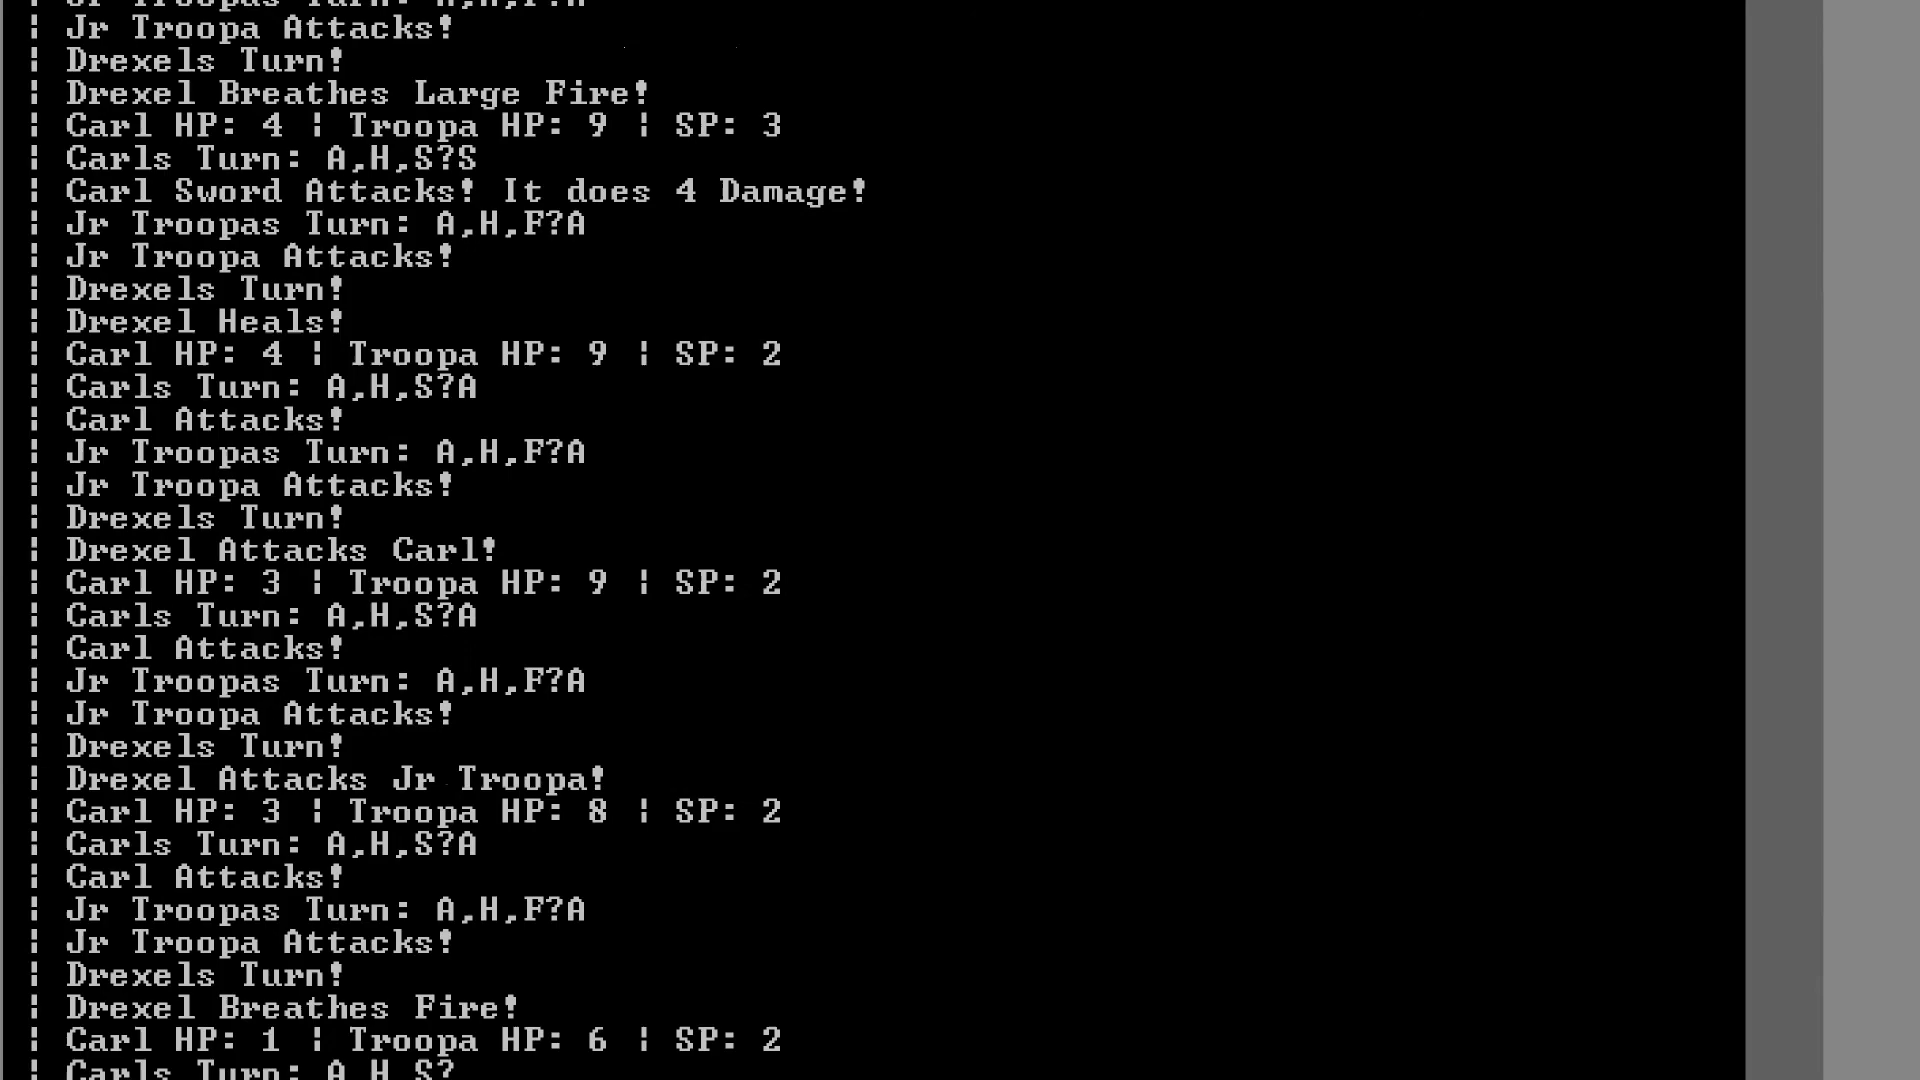 ¦ Jr Troopas Turn: A,H,F?A
¦ Jr Troopa Attacks!
¦ Drexels Turn!
¦ Drexel Breathes Large Fire!
¦ Carl HP: 4 ¦ Troopa HP: 9 ¦ SP: 3
¦ Carls Turn: A,H,S?S
¦ Carl Sword Attacks! It does 4 Damage!
¦ Jr Troopas Turn: A,H,F?A
¦ Jr Troopa Attacks!
¦ Drexels Turn!
¦ Drexel Heals!
¦ Carl HP: 4 ¦ Troopa HP: 9 ¦ SP: 2
¦ Carls Turn: A,H,S?A
¦ Carl Attacks!
¦ Jr Troopas Turn: A,H,F?A
¦ Jr Troopa Attacks!
¦ Drexels Turn!
¦ Drexel Attacks Carl!
¦ Carl HP: 3 ¦ Troopa HP: 9 ¦ SP: 2
¦ Carls Turn: A,H,S?A
¦ Carl Attacks!
¦ Jr Troopas Turn: A,H,F?A
¦ Jr Troopa Attacks!
¦ Drexels Turn!
¦ Drexel Attacks Jr Troopa!
¦ Carl HP: 3 ¦ Troopa HP: 8 ¦ SP: 2
¦ Carls Turn: A,H,S?A
¦ Carl Attacks!
¦ Jr Troopas Turn: A,H,F?A
¦ Jr Troopa Attacks!
¦ Drexels Turn!
¦ Drexel Breathes Fire!
¦ Carl HP: 1 ¦ Troopa HP: 6 ¦ SP: 2
¦ Carls Turn: A,H,S?